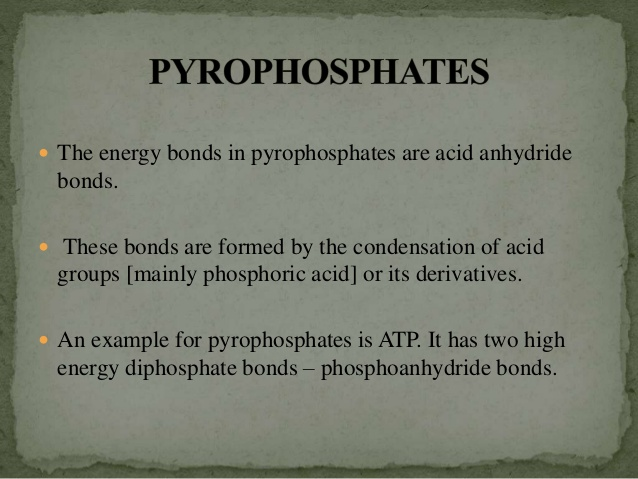 PYROPHOSPHATES
• The energy bonds in pyrophosphates are acid anhydride
bonds.
• These bonds are formed by the condensation of acid
groups [mainly phosphoric acid] or its derivatives.
• An example for pyrophosphates is ATP. It has two high
energy diphosphate bonds – phosphoanhydride bonds.